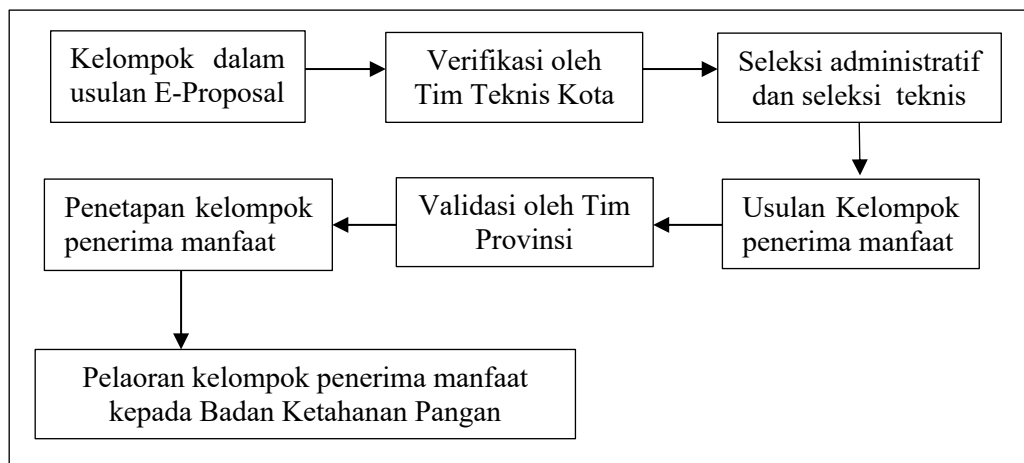 Kelompok dalam
usulan E-Proposal
Verifikasi oleh
Tim Teknis Kota
Seleksi administratif
dan seleksi teknis
Usulan Kelompok
penerima manfaat
Validasi oleh Tim
Provinsi
Penetapan kelompok
penerima manfaat
Pelaoran kelompok penerima manfaat
kepada Badan Ketahanan Pangan